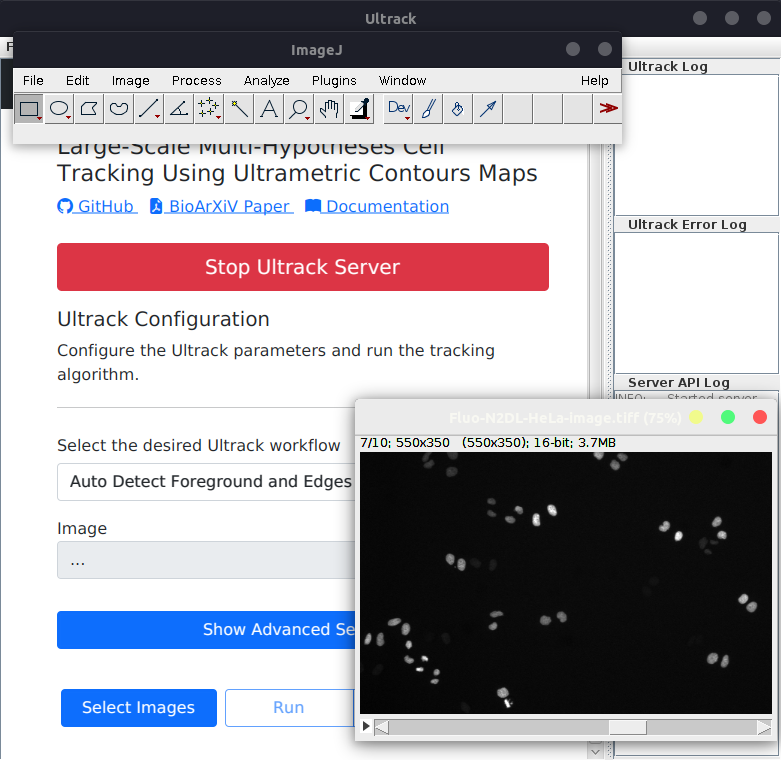 Ultrack
F
ImageJ
File Edit Image Process Analyze Plugins Window Help
A Dev
Large-Scale Multi-Hypotheses Cell
Tracking Using Ultrametric Contours Maps
GitHub BioArXiV Paper Documentation
Stop Ultrack Server
Ultrack Configuration
Configure the Ultrack parameters and run the tracking
algorithm.
Select the desired Ultrack workflow
Auto Detect Foreground and Edges
Image
...
Show Advanced Se
Select Images Run
Ultrack Log
Ultrack Error Log
Server API Log
INFO: Started server
Fluo-N2DL-HeLa-image.tiff (75%)
7/10; 550x350 (550x350); 16-bit; 3.7MB